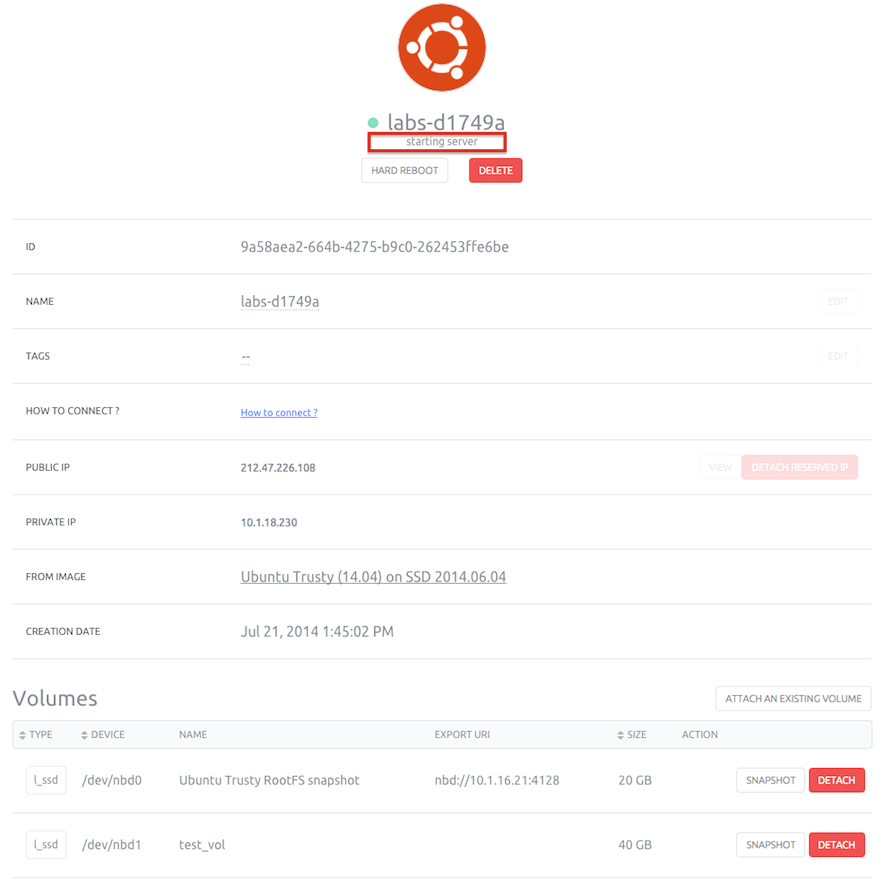 labs-d1749a
starting server
HARD REBOOT DELETE
ID 9a58aea2-664b-4275-b9c0-262453ffe6be
NAME labs-d1749a EDIT
TAGS -- EDIT
HOW TO CONNECT ? How to connect ?
PUBLIC IP 212.47.226.108 VIEW DETACH RESERVED IP
PRIVATE IP 10.1.18.230
FROM IMAGE Ubuntu Trusty (14.04) on SSD 2014.06.04
CREATION DATE Jul 21, 2014 1:45:02 PM
Volumes ATTACH AN EXISTING VOLUME
TYPE DEVICE NAME EXPORT URI SIZE ACTION
l_ssd /dev/nbd0 Ubuntu Trusty RootFS snapshot nbd://10.1.16.21:4128 20 GB SNAPSHOT DETACH
l_ssd /dev/nbd1 test_vol 40 GB SNAPSHOT DETACH